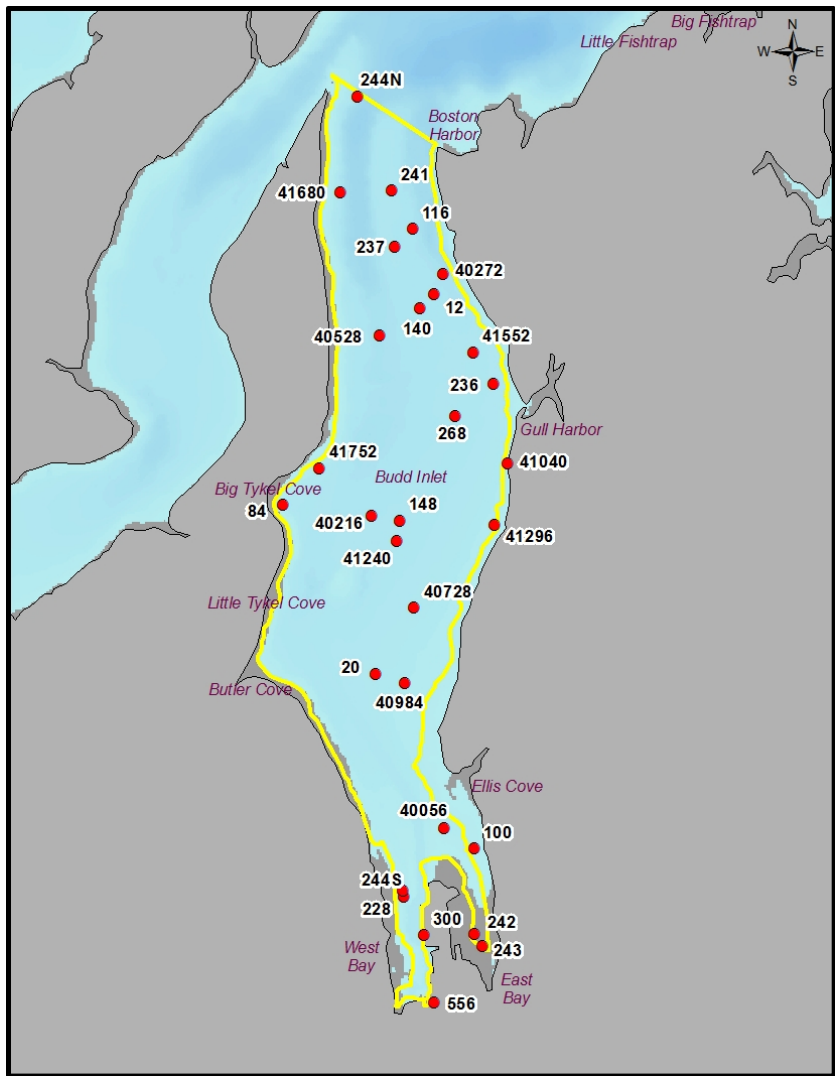 Big Fishtrap
Little Fishtrap
N
W
E
S
244N
Boston
Harbor
241
41680
116
237
40272
12
140
40528
41552
236
268
Gull Harbor
41752
Budd Inlet
41040
Big Tykel Cove
84
40216
148
41240
41296
40728
Little Tykel Cove
20
Butler Cove
40984
Ellis Cove
40056
100
244S
228
300
242
243
West
Bay
East
Bay
556